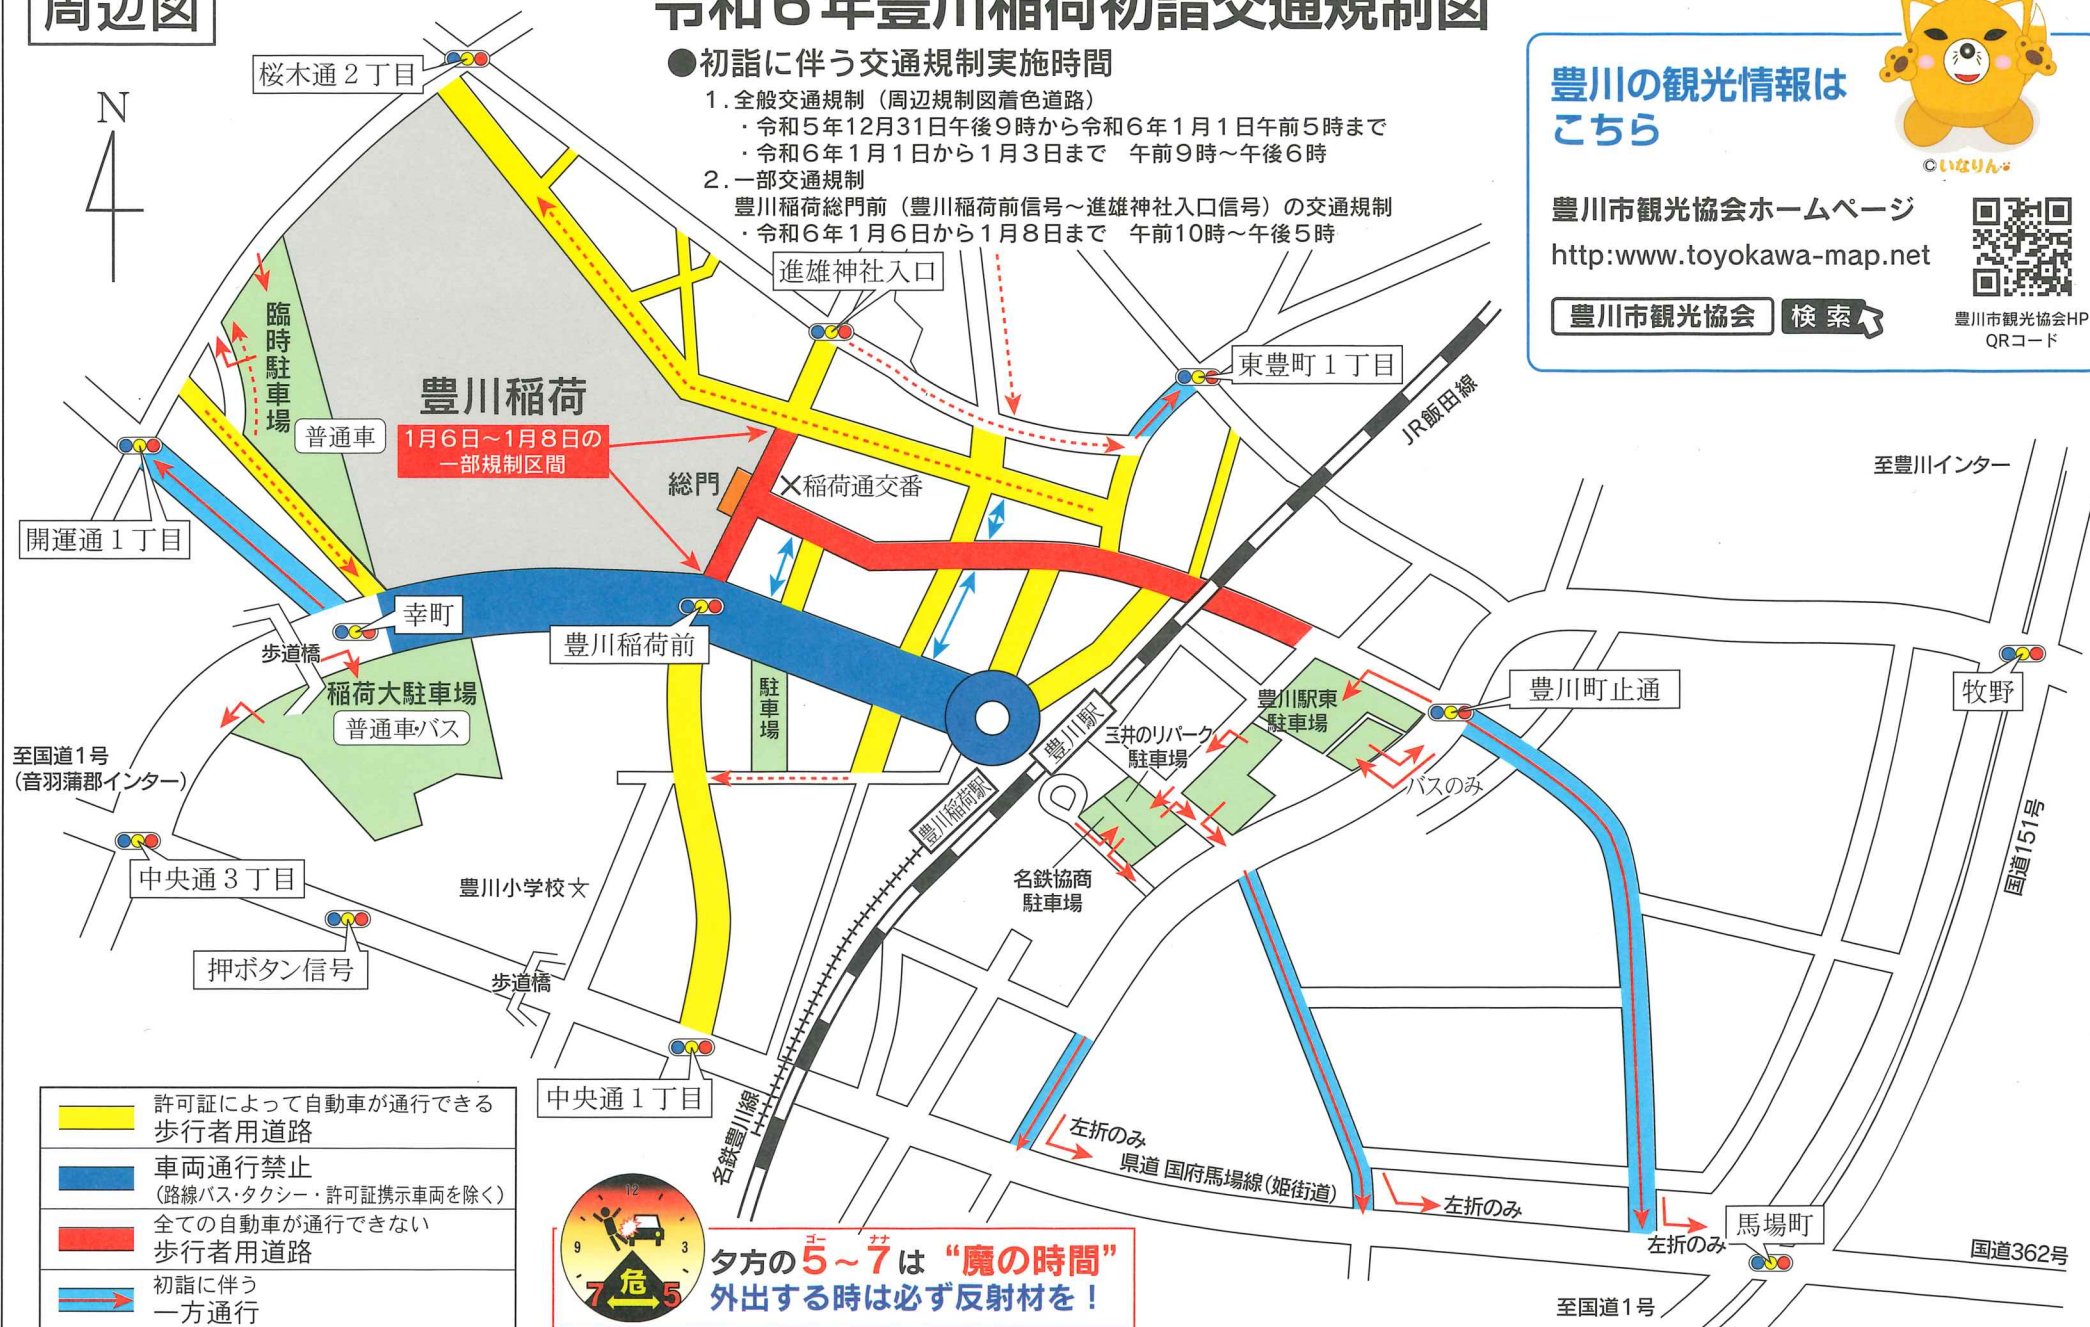 周辺図
令和6年豊川稲荷初詣交通規制図
●初詣に伴う交通規制実施時間
1.全般交通規制（周辺規制図着色道路）
・令和5年12月31日午後9時から令和6年1月1日午前5時まで
・令和6年1月1日から1月3日まで　午前9時～午後6時
2.一部交通規制
豊川稲荷総門前（豊川稲荷前信号～進雄神社入口信号）の交通規制
・令和6年1月6日から1月8日まで　午前10時～午後5時
豊川の観光情報は
こちら
©いなりん
豊川市観光協会ホームページ
http:www.toyokawa-map.net
豊川市観光協会
検索
豊川市観光協会HP
QRコード
N
桜木通2丁目
進雄神社入口
東豊町1丁目
JR飯田線
至豊川インター
臨時駐車場
普通車
豊川稲荷
1月6日～1月8日の
一部規制区間
総門
稲荷通交番
開運通1丁目
幸町
歩道橋
豊川稲荷前
稲荷大駐車場
普通車・バス
駐車場
豊川駅
豊川稲荷駅
豊川駅東
駐車場
三井のリパーク
駐車場
豊川町止通
牧野
バスのみ
至国道1号
(音羽蒲郡インター)
国道151号
中央通3丁目
豊川小学校
名鉄協商
駐車場
押ボタン信号
歩道橋
中央通1丁目
名鉄豊川線
左折のみ
県道 国府馬場線(姫街道)
左折のみ
左折のみ
馬場町
国道362号
至国道1号
許可証によって自動車が通行できる
歩行者用道路
車両通行禁止
(路線バス・タクシー・許可証携示車両を除く)
全ての自動車が通行できない
歩行者用道路
初詣に伴う
一方通行
12
9
3
7
5
危
ゴー
ナナ
夕方の5～7は“魔の時間”
外出する時は必ず反射材を！